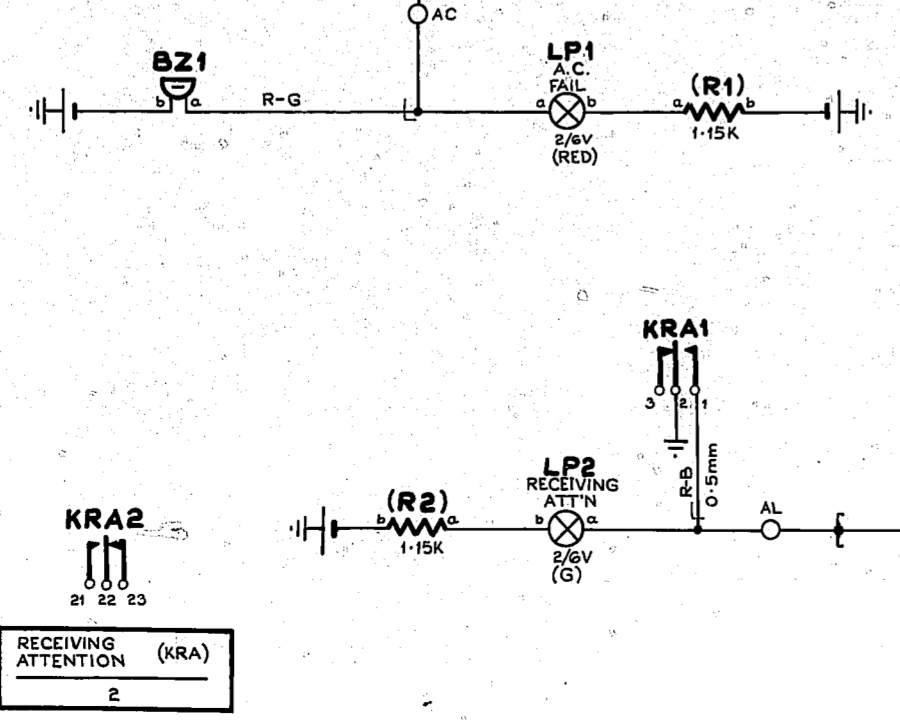 AC
BZ1
b a
R-G
LP1
A.C.
FAIL
a b
2/6V
(RED)
(R1)
a b
1·15K
KRA1
3 2 1
R-B
0·5mm
LP2
RECEIVING
ATT'N
b a
2/6V
(G)
(R2)
b a
1·15K
AL
KRA2
21 22 23
RECEIVING (KRA)
ATTENTION
2